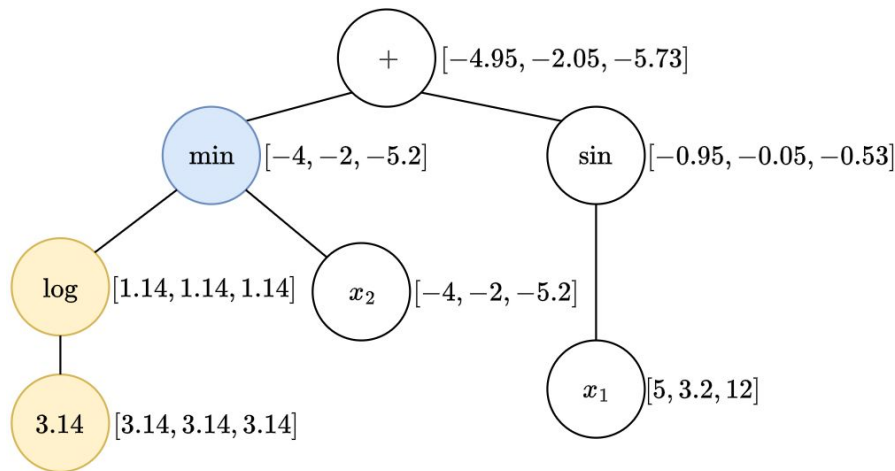 + [−4.95, −2.05, −5.73]
min [−4, −2, −5.2]
sin [−0.95, −0.05, −0.53]
log [1.14, 1.14, 1.14]
x₂ [−4, −2, −5.2]
x₁ [5, 3.2, 12]
3.14 [3.14, 3.14, 3.14]